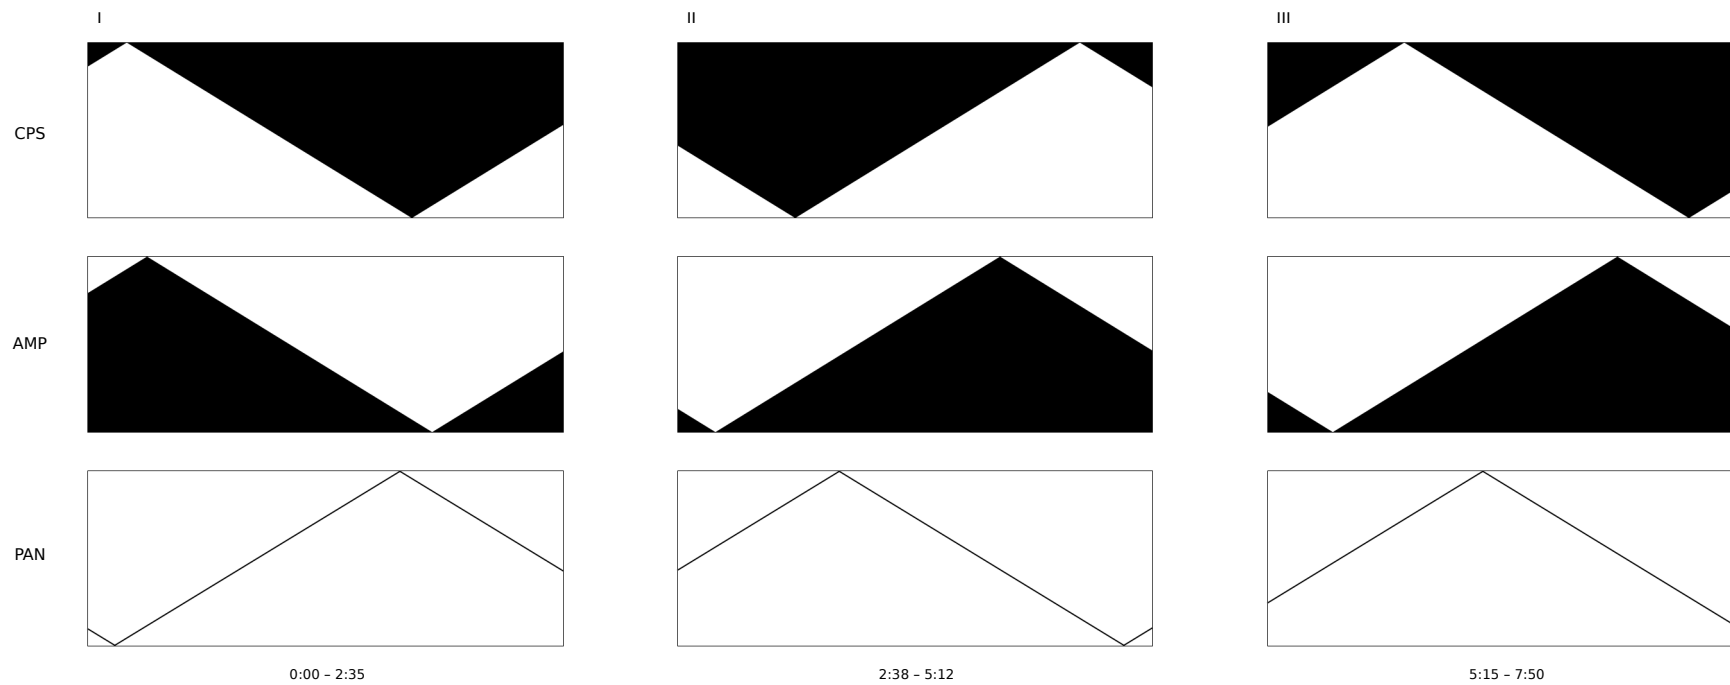 I
II
III
CPS
AMP
PAN
0:00 – 2:35
2:38 – 5:12
5:15 – 7:50